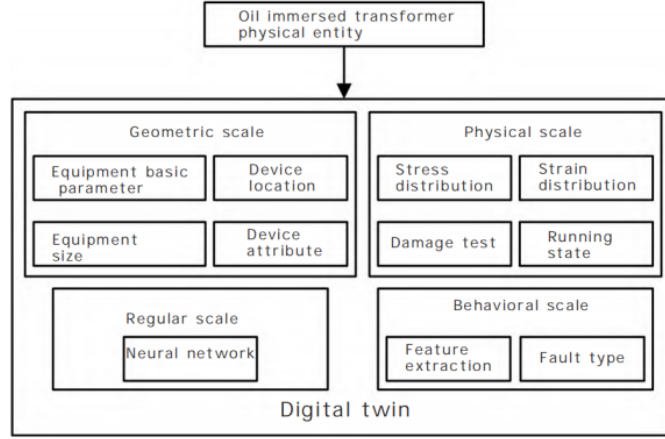 Oil immersed transformer
physical entity
Geometric scale
Equipment basic
parameter
Device
location
Equipment
size
Device
attribute
Physical scale
Stress
distribution
Strain
distribution
Damage test
Running
state
Regular scale
Neural network
Behavioral scale
Feature
extraction
Fault type
Digital twin